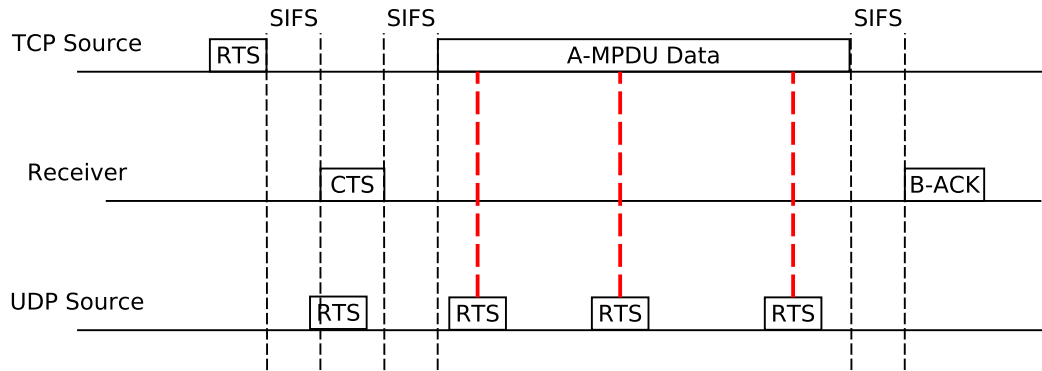 SIFS SIFS SIFS
TCP Source RTS A-MPDU Data
Receiver CTS B-ACK
UDP Source RTS RTS RTS RTS